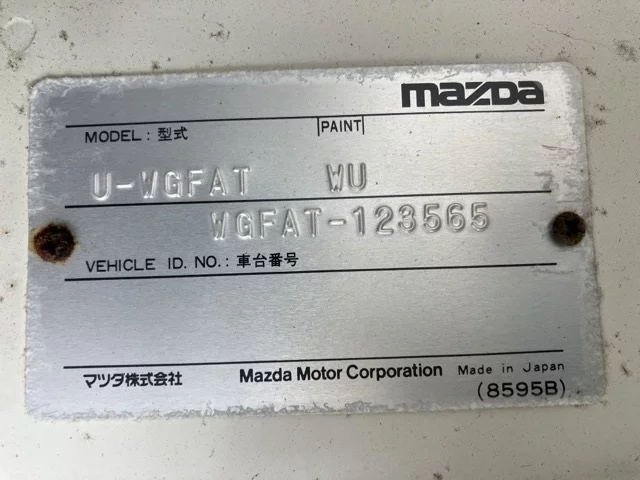 mazda
MODEL: 型式 PAINT
U-WGFAT WU
WGFAT-123565
VEHICLE ID. NO.: 車台番号
マツダ株式会社 Mazda Motor Corporation Made in Japan
(8595B)